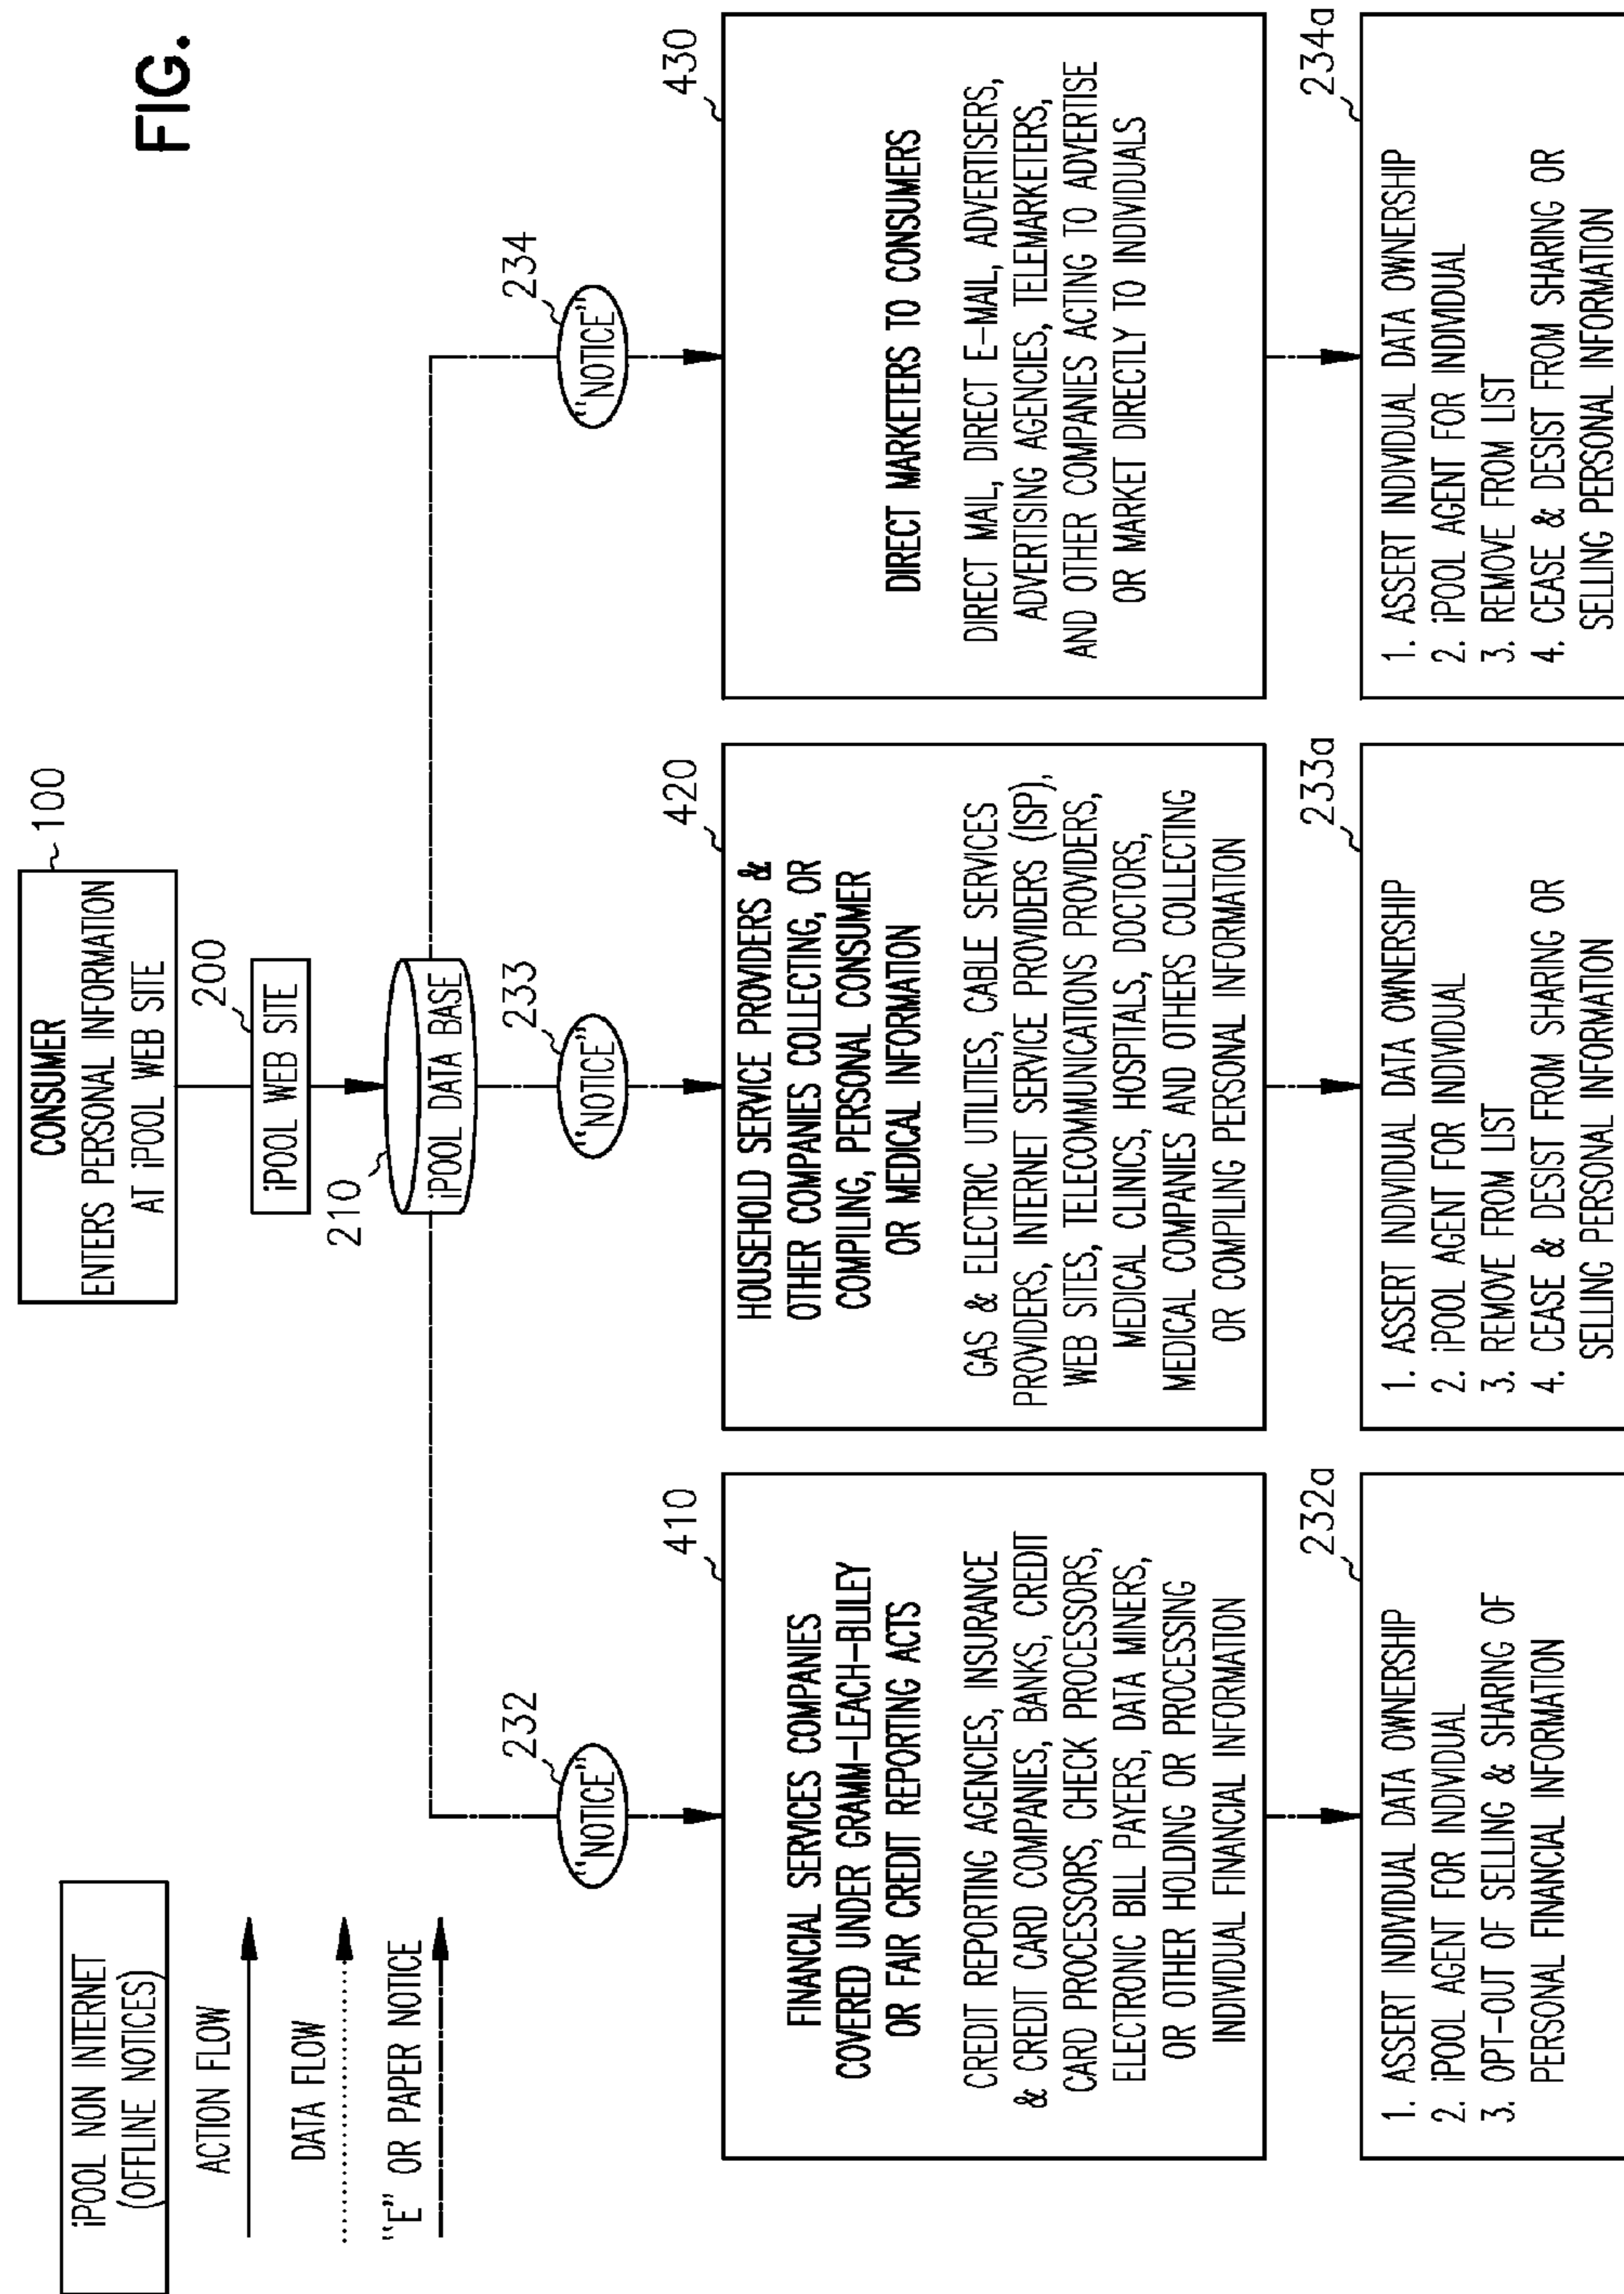 FIG.
iPOOL NON INTERNET
(OFFLINE NOTICES)
ACTION FLOW
DATA FLOW
"E" OR PAPER NOTICE
CONSUMER
ENTERS PERSONAL INFORMATION
AT iPOOL WEB SITE
100
iPOOL WEB SITE
200
210
iPOOL DATA BASE
"NOTICE"
232
"NOTICE"
233
"NOTICE"
234
410
FINANCIAL SERVICES COMPANIES
COVERED UNDER GRAMM-LEACH-BLILEY
OR FAIR CREDIT REPORTING ACTS
CREDIT REPORTING AGENCIES, INSURANCE
& CREDIT CARD COMPANIES, BANKS, CREDIT
CARD PROCESSORS, CHECK PROCESSORS,
ELECTRONIC BILL PAYERS, DATA MINERS,
OR OTHER HOLDING OR PROCESSING
INDIVIDUAL FINANCIAL INFORMATION
420
HOUSEHOLD SERVICE PROVIDERS &
OTHER COMPANIES COLLECTING, OR
COMPILING, PERSONAL CONSUMER
OR MEDICAL INFORMATION
GAS & ELECTRIC UTILITIES, CABLE SERVICES
PROVIDERS, INTERNET SERVICE PROVIDERS (ISP),
WEB SITES, TELECOMMUNICATIONS PROVIDERS,
MEDICAL CLINICS, HOSPITALS, DOCTORS,
MEDICAL COMPANIES AND OTHERS COLLECTING
OR COMPILING PERSONAL INFORMATION
430
DIRECT MARKETERS TO CONSUMERS
DIRECT MAIL, DIRECT E-MAIL, ADVERTISERS,
ADVERTISING AGENCIES, TELEMARKETERS,
AND OTHER COMPANIES ACTING TO ADVERTISE
OR MARKET DIRECTLY TO INDIVIDUALS
232a
1. ASSERT INDIVIDUAL DATA OWNERSHIP
2. iPOOL AGENT FOR INDIVIDUAL
3. OPT-OUT OF SELLING & SHARING OF
PERSONAL FINANCIAL INFORMATION
233a
1. ASSERT INDIVIDUAL DATA OWNERSHIP
2. iPOOL AGENT FOR INDIVIDUAL
3. REMOVE FROM LIST
4. CEASE & DESIST FROM SHARING OR
SELLING PERSONAL INFORMATION
234a
1. ASSERT INDIVIDUAL DATA OWNERSHIP
2. iPOOL AGENT FOR INDIVIDUAL
3. REMOVE FROM LIST
4. CEASE & DESIST FROM SHARING OR
SELLING PERSONAL INFORMATION